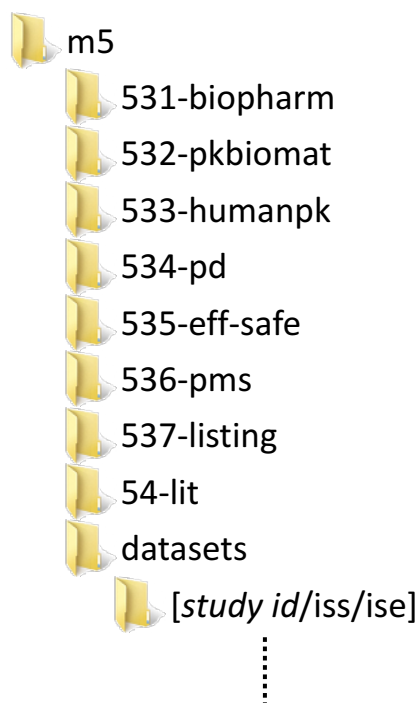 m5
531-biopharm
532-pkbiomat
533-humanpk
534-pd
535-eff-safe
536-pms
537-listing
54-lit
datasets
[study id/iss/ise]